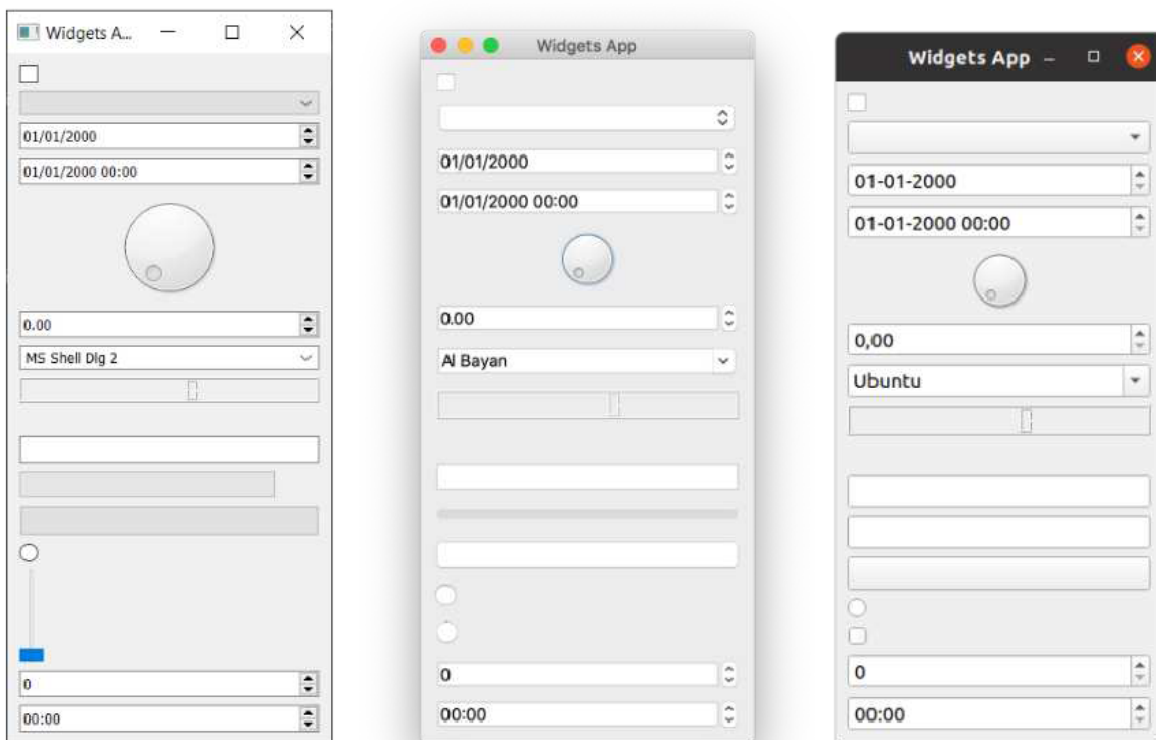 Widgets A...
01/01/2000
01/01/2000 00:00
0.00
MS Shell Dlg 2
0
00:00
Widgets App
01/01/2000
01/01/2000 00:00
0.00
Al Bayan
0
00:00
Widgets App
01-01-2000
01-01-2000 00:00
0,00
Ubuntu
0
00:00